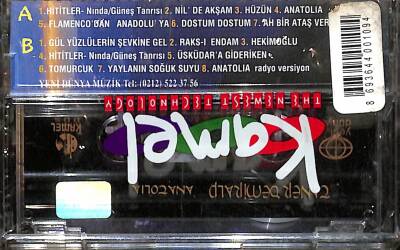 A 1.HİTİTLER- Nında/Güneş Tanrısı 2. NİL' DE AKŞAM 3. HÜZÜN 4. ANATOLIA
5. FLAMENCO'DAN ANADOLU' YA 6. DOSTUM DOSTUM 7.AH BİR ATAŞ VER
B 1.GÜL YÜZLÜLERİN ŞEVKİNE GEL 2. RAKS-I ENDAM 3. HEKİMOĞLU
4. HİTİTLER- Nında/Güneş Tanrısı 5. ÜSKÜDAR'A GİDERİKEN
6. TOMURCUK 7. YAYLANIN SOĞUK SUYU 8. ANATOLIA radyo versiyon
YENİ DÜNYA MÜZİK Tel: (0212) 522 37 56
8 693644 001094
THE NEWEST TECHNOLOGY
Kamel
KAMEL
TANER DEMİRALP
ANATOLIA